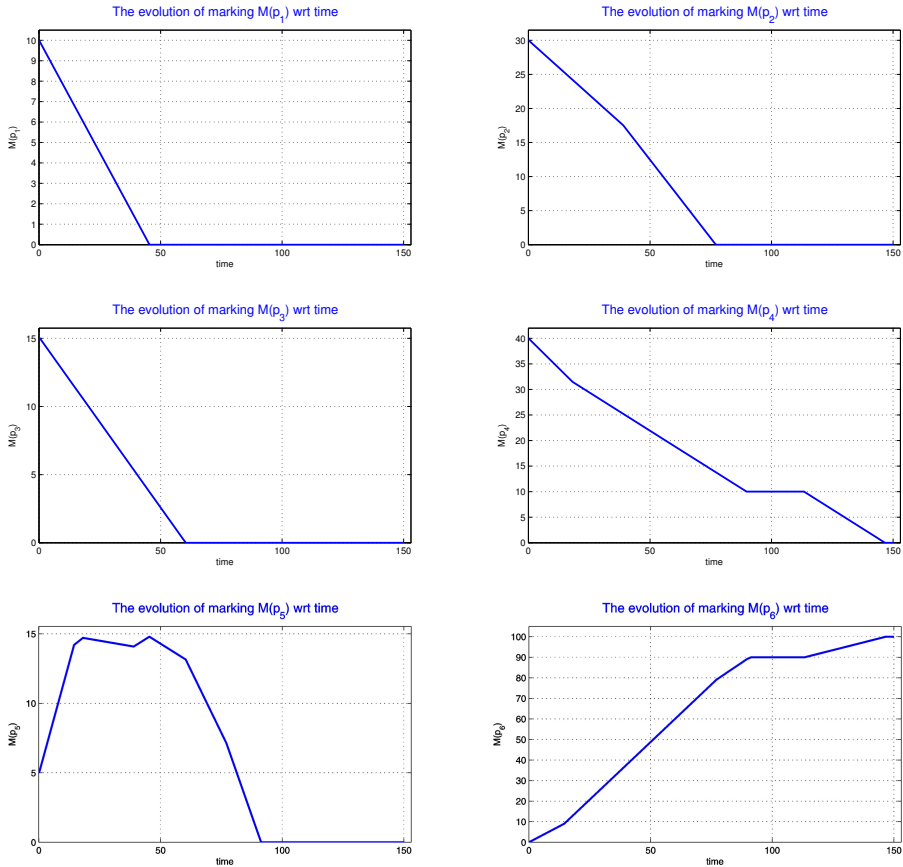 The evolution of marking M(p1) wrt time
10
9
8
7
6
5
4
3
2
1
0
M(p1)
0 50 100 150
time
The evolution of marking M(p2) wrt time
30
25
20
15
10
5
0
M(p2)
0 50 100 150
time
The evolution of marking M(p3) wrt time
15
10
5
0
M(p3)
0 50 100 150
time
The evolution of marking M(p4) wrt time
40
35
30
25
20
15
10
5
0
M(p4)
0 50 100 150
time
The evolution of marking M(p5) wrt time
15
10
5
0
M(p5)
0 50 100 150
time
The evolution of marking M(p6) wrt time
100
90
80
70
60
50
40
30
20
10
0
M(p6)
0 50 100 150
time